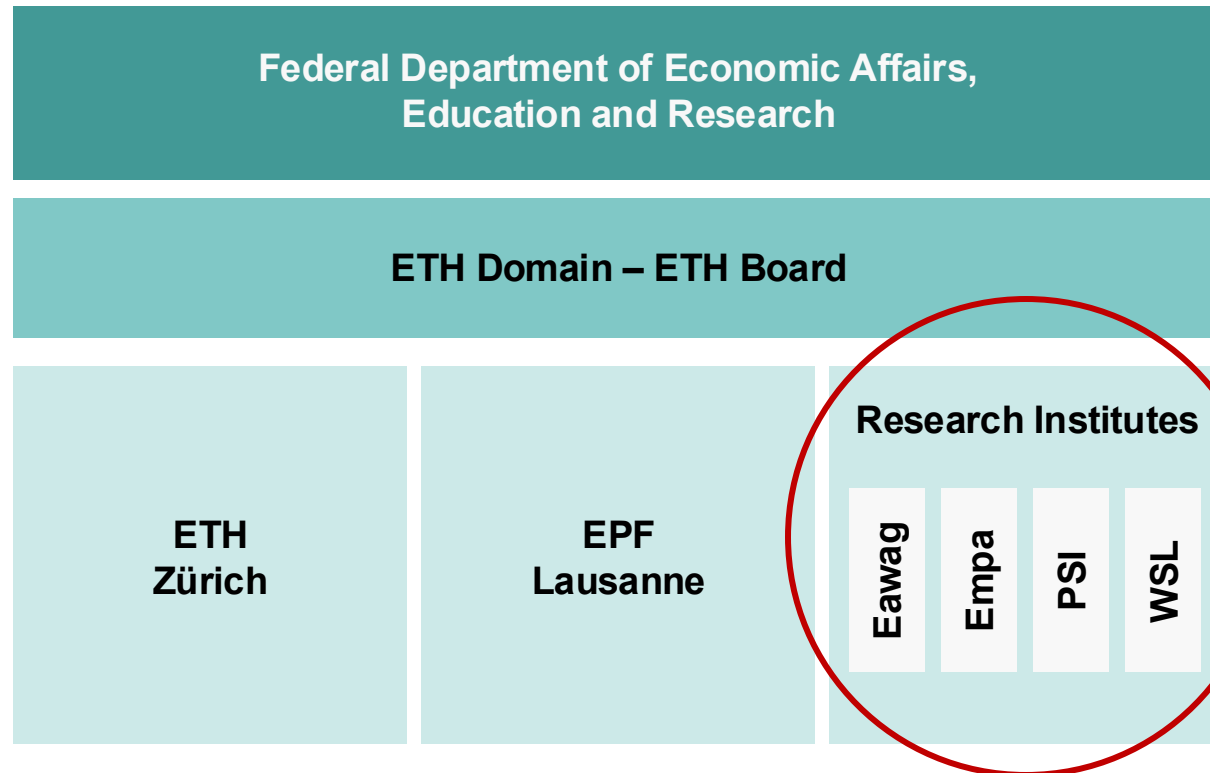 Federal Department of Economic Affairs,
Education and Research
ETH Domain – ETH Board
ETH
Zürich
EPF
Lausanne
Research Institutes
Eawag
Empa
PSI
WSL